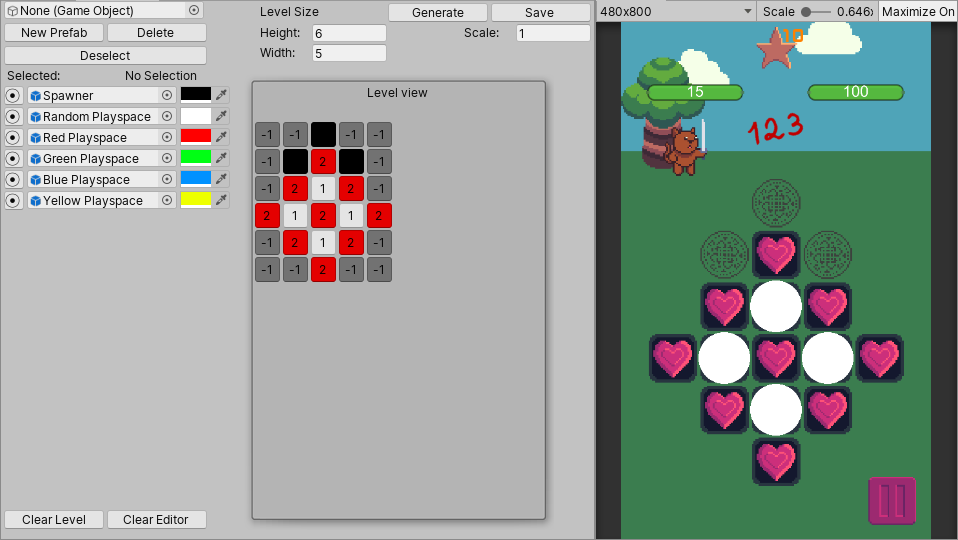 None (Game Object)
New Prefab
Delete
Deselect
Selected:
No Selection
Spawner
Random Playspace
Red Playspace
Green Playspace
Blue Playspace
Yellow Playspace
Clear Level
Clear Editor
Level Size
Generate
Save
Height: 6
Scale: 1
Width: 5
Level view
-1 -1 -1 -1
-1 2 -1
-1 2 1 2 -1
2 1 2 1 2
-1 2 1 2 -1
-1 -1 2 -1 -1
480x800
Scale
0.646x
Maximize On
10
15
100
123